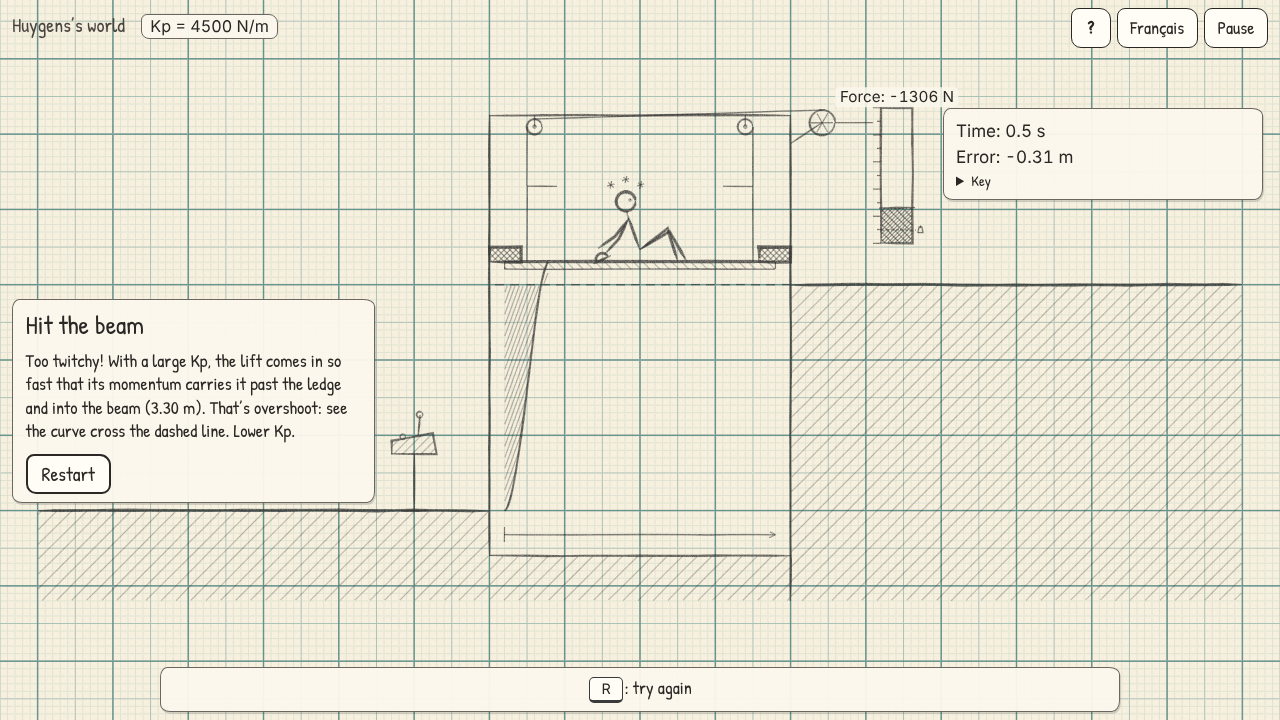 Huygens's world
Kp = 4500 N/m
?
Français
Pause
Force: -1306 N
Time: 0.5 s
Error: -0.31 m
Key
Hit the beam
Too twitchy! With a large Kp, the lift comes in so
fast that its momentum carries it past the ledge
and into the beam (3.30 m). That's overshoot: see
the curve cross the dashed line. Lower Kp.
Restart
R : try again